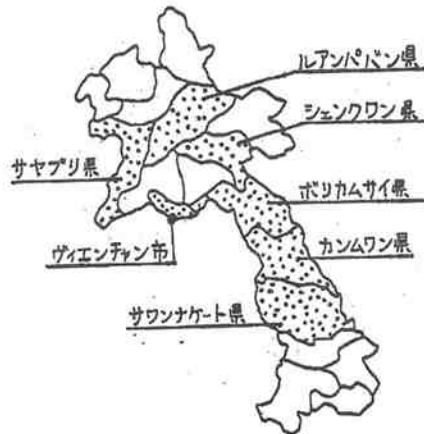 ルアンパバン県
シェンクワン県
サヤブリ県
ボリカムサイ県
カンムワン県
ヴィエンチャン市
サワンナケート県